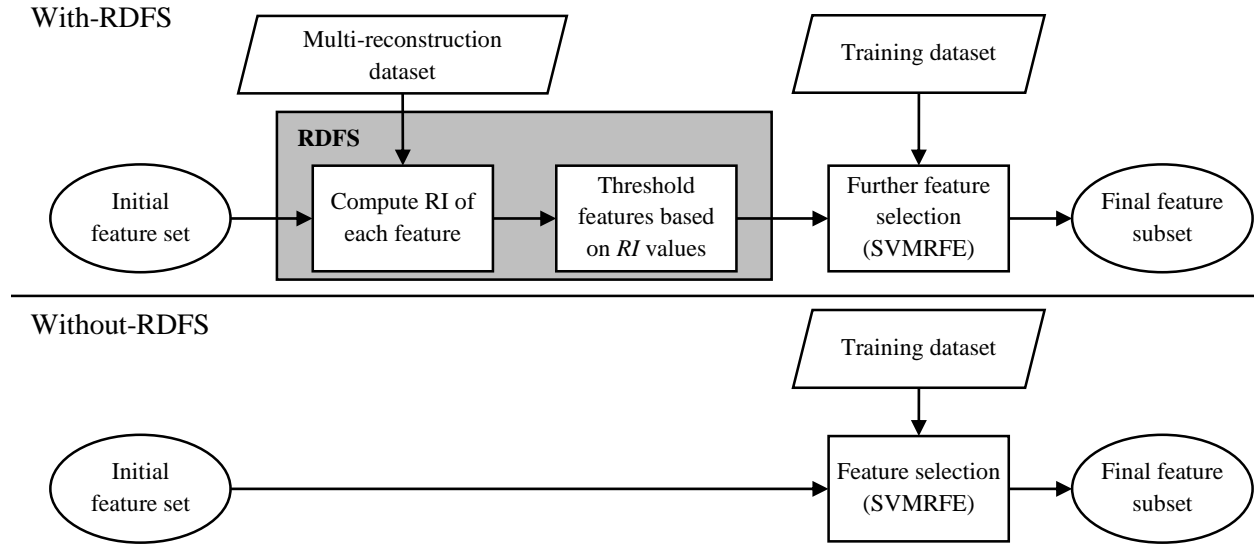 With-RDFS
Multi-reconstruction
dataset
Training dataset
RDFS
Initial
feature set
Compute RI of
each feature
Threshold
features based
on RI values
Further feature
selection
(SVMRFE)
Final feature
subset
Without-RDFS
Training dataset
Initial
feature set
Feature selection
(SVMRFE)
Final feature
subset